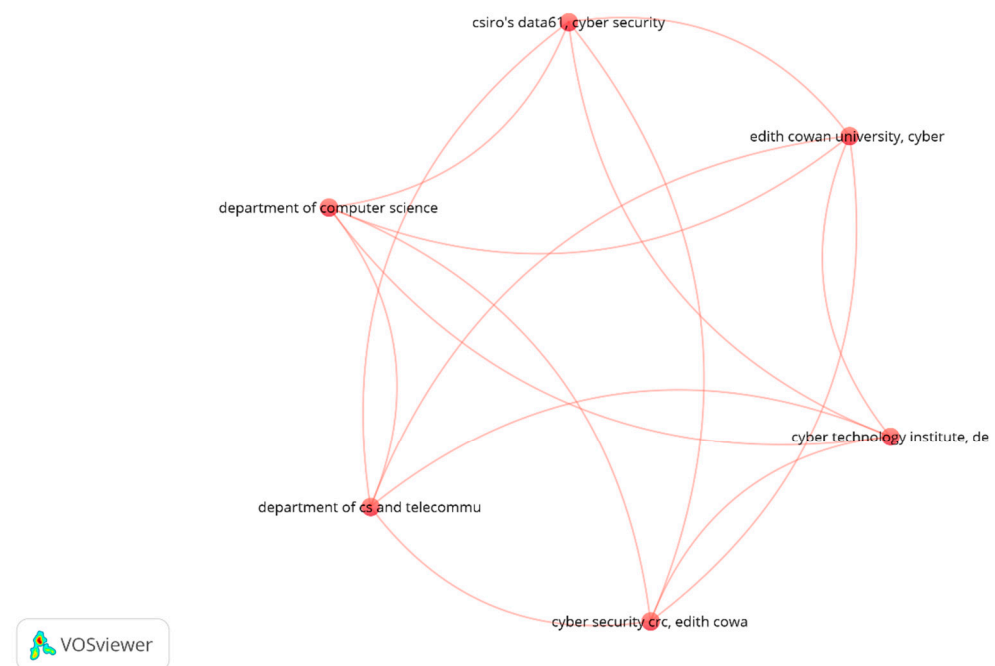 csiro's data61, cyber security
edith cowan university, cyber
department of computer science
cyber technology institute, de
department of cs and telecommu
cyber security crc, edith cowa
VOSviewer